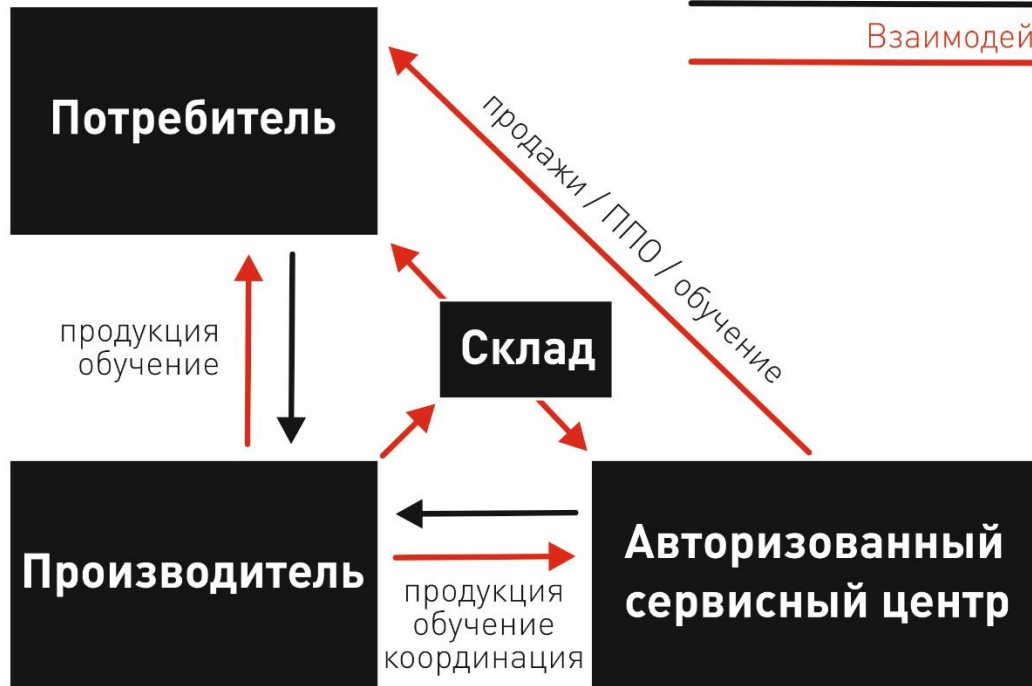 Взаимодей
Потребитель
продажи / ППО / обучение
продукция
обучение
Склад
Производитель
продукция
обучение
координация
Авторизованный
сервисный центр